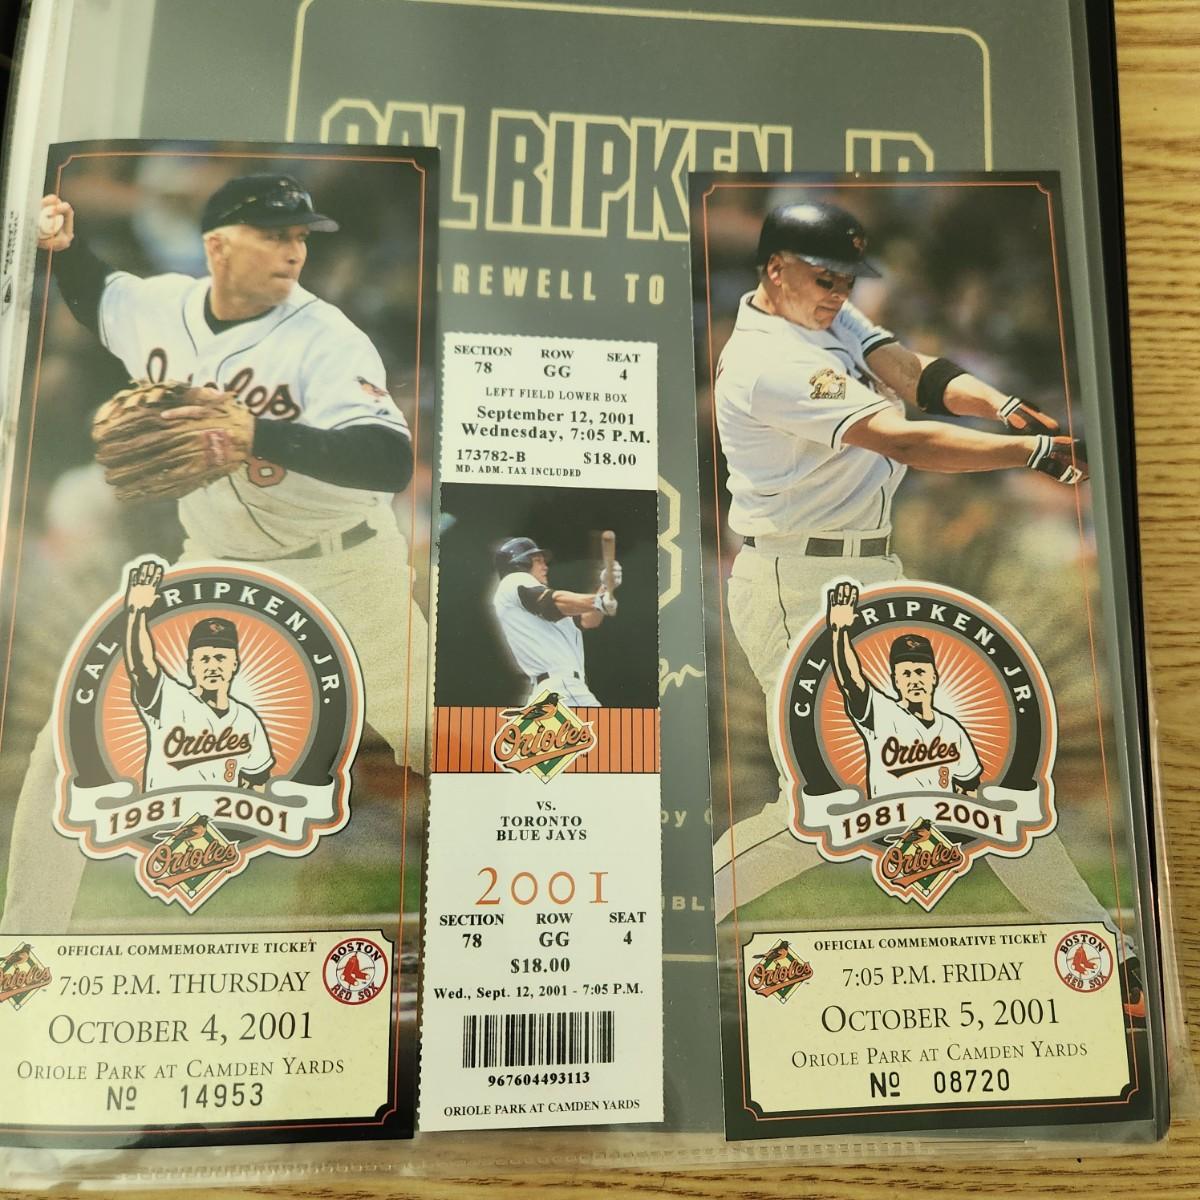 CAL RIPKEN, JR.
FAREWELL TO
Orioles
8
CAL RIPKEN, JR.
Orioles
8
1981 2001
Orioles
OFFICIAL COMMEMORATIVE TICKET
Orioles
7:05 P.M. THURSDAY
BOSTON
RED SOX
OCTOBER 4, 2001
ORIOLE PARK AT CAMDEN YARDS
Nº 14953
SECTION ROW SEAT
78 GG 4
LEFT FIELD LOWER BOX
September 12, 2001
Wednesday, 7:05 P.M.
173782-B $18.00
MD. ADM. TAX INCLUDED
Orioles
VS.
TORONTO
BLUE JAYS
2001
SECTION ROW SEAT
78 GG 4
$18.00
Wed., Sept. 12, 2001 - 7:05 P.M.
967604493113
ORIOLE PARK AT CAMDEN YARDS
CAL RIPKEN, JR.
Orioles
8
1981 2001
Orioles
OFFICIAL COMMEMORATIVE TICKET
Orioles
7:05 P.M. FRIDAY
BOSTON
RED SOX
OCTOBER 5, 2001
ORIOLE PARK AT CAMDEN YARDS
Nº 08720